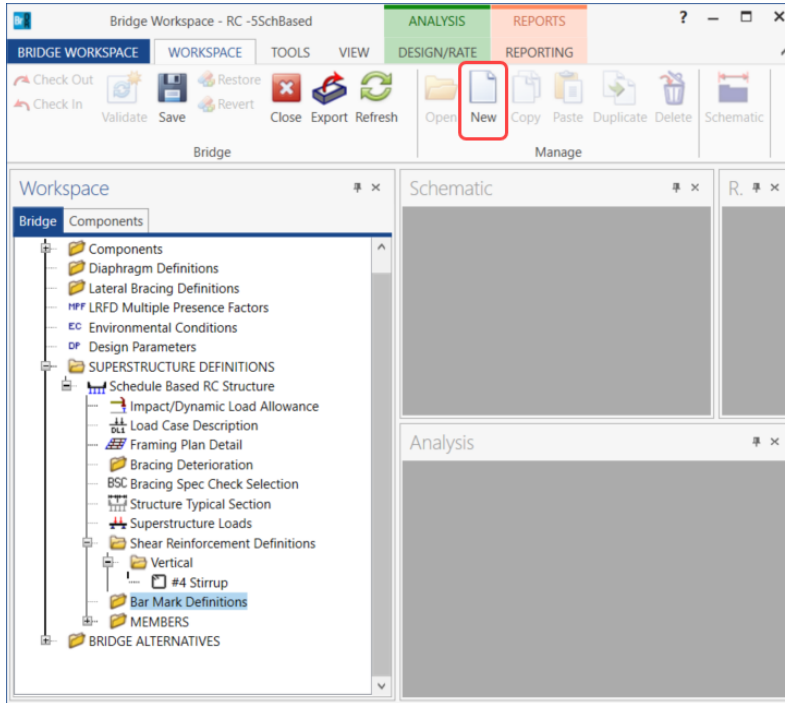 Br
Bridge Workspace - RC -5SchBased
ANALYSIS
REPORTS
?
BRIDGE WORKSPACE
WORKSPACE
TOOLS
VIEW
DESIGN/RATE
REPORTING
Check Out
Check In
Validate
Save
Restore
Revert
Close
Export
Refresh
Open
New
Copy
Paste
Duplicate
Delete
Schematic
Bridge
Manage
Workspace
Bridge
Components
Components
Diaphragm Definitions
Lateral Bracing Definitions
MPF LRFD Multiple Presence Factors
EC Environmental Conditions
DP Design Parameters
SUPERSTRUCTURE DEFINITIONS
Schedule Based RC Structure
Impact/Dynamic Load Allowance
DL1 Load Case Description
Framing Plan Detail
Bracing Deterioration
BSC Bracing Spec Check Selection
Structure Typical Section
Superstructure Loads
Shear Reinforcement Definitions
Vertical
#4 Stirrup
Bar Mark Definitions
MEMBERS
BRIDGE ALTERNATIVES
Schematic
R.
Analysis